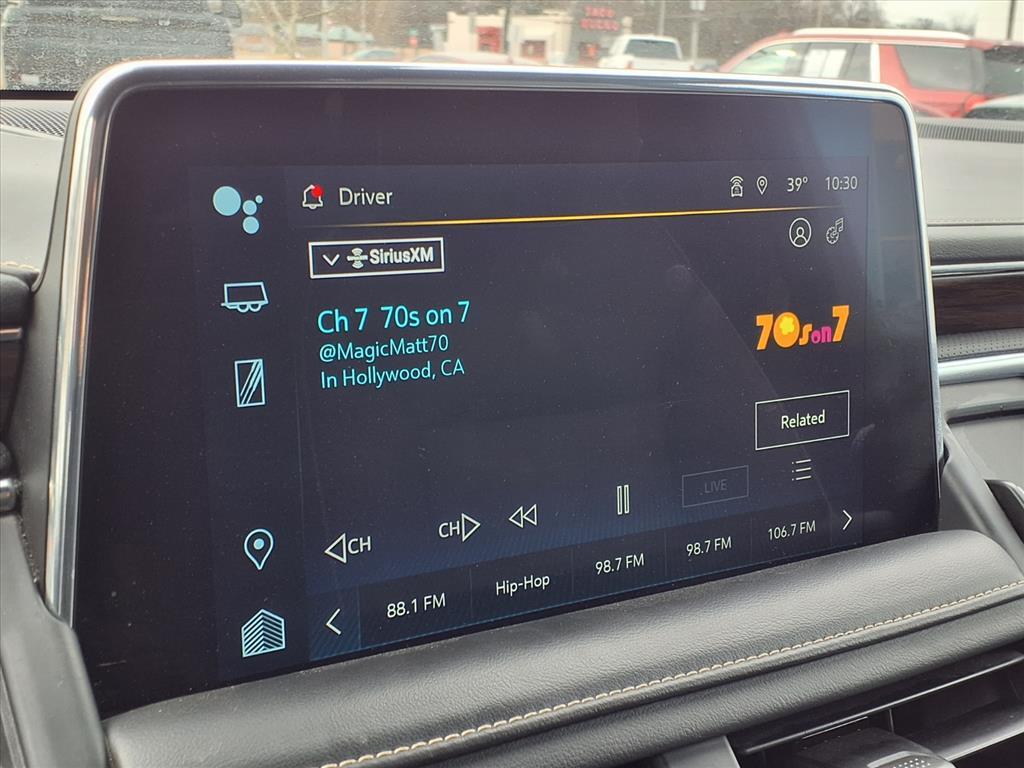 Driver
39° 10:30
SiriusXM
Ch 7 70s on 7
@MagicMatt70
In Hollywood, CA
70s on 7
Related
LIVE
CH
CH
88.1 FM
Hip-Hop
98.7 FM
98.7 FM
106.7 FM